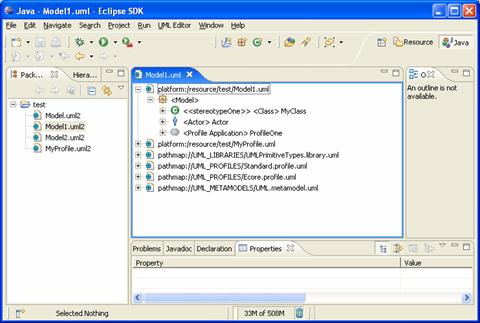 Java - Model1.uml - Eclipse SDK
File Edit Navigate Search Project Run UML Editor Window Help
Resource Java
Pack... Hiera...
test
Model.uml2
Model1.uml2
Model2.uml2
MyProfile.uml2
Model1.uml
platform:/resource/test/Model1.uml
<Model>
<<stereotypeOne>> <Class> MyClass
<Actor> Actor
<Profile Application> ProfileOne
platform:/resource/test/MyProfile.uml
pathmap://UML_LIBRARIES/UMLPrimitiveTypes.library.uml
pathmap://UML_PROFILES/Standard.profile.uml
pathmap://UML_PROFILES/Ecore.profile.uml
pathmap://UML_METAMODELS/UML.metamodel.uml
O
An outline is
not available.
Problems Javadoc Declaration Properties
Property Value
Selected Nothing
33M of 508M